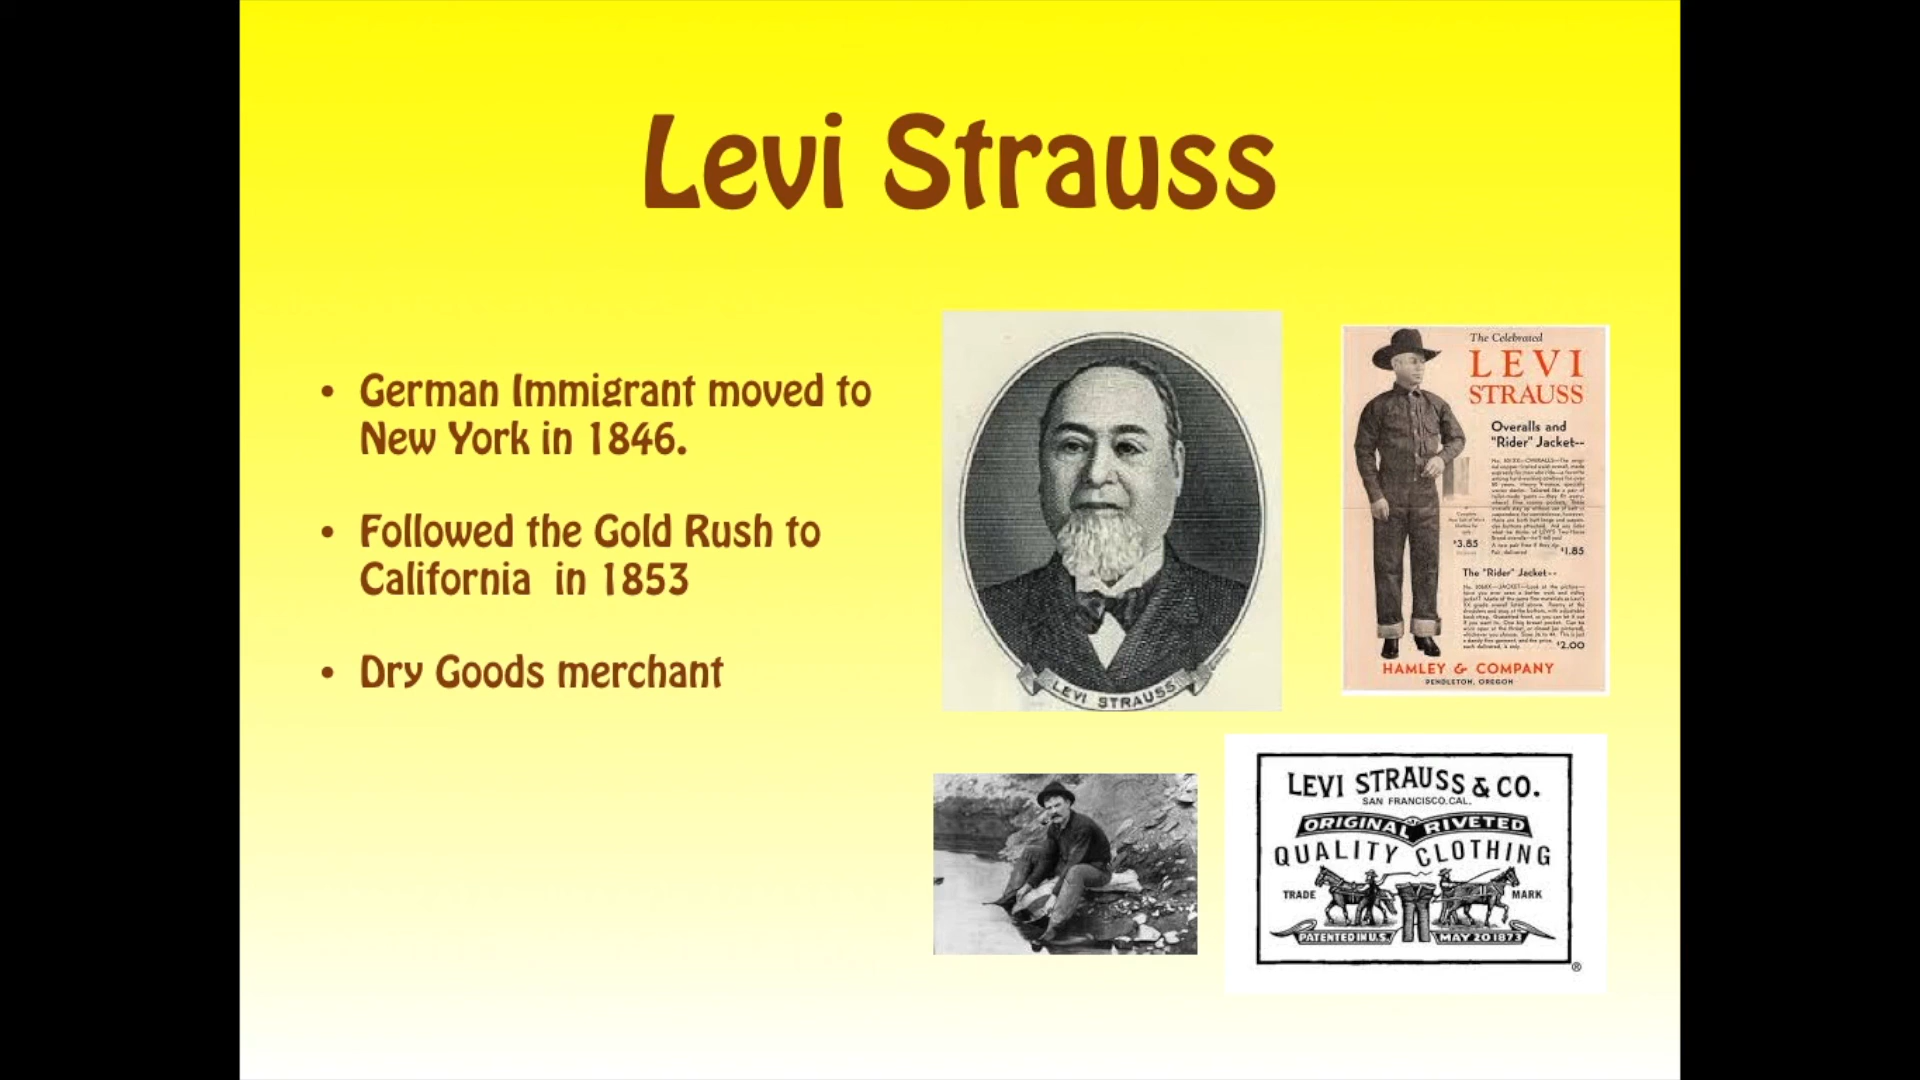 Levi Strauss
• German Immigrant moved to
New York in 1846.
• Followed the Gold Rush to
California in 1853
• Dry Goods merchant
LEVI STRAUSS
The Celebrated
LEVI
STRAUSS
Overalls and
"Rider" Jacket--
$3.85
$1.85
The "Rider" Jacket--
$2.00
HAMLEY & COMPANY
PENDLETON, OREGON
LEVI STRAUSS & CO.
SAN FRANCISCO. CAL.
ORIGINAL RIVETED
QUALITY CLOTHING
TRADE MARK
PATENTED IN U.S. MAY 20 1873
®